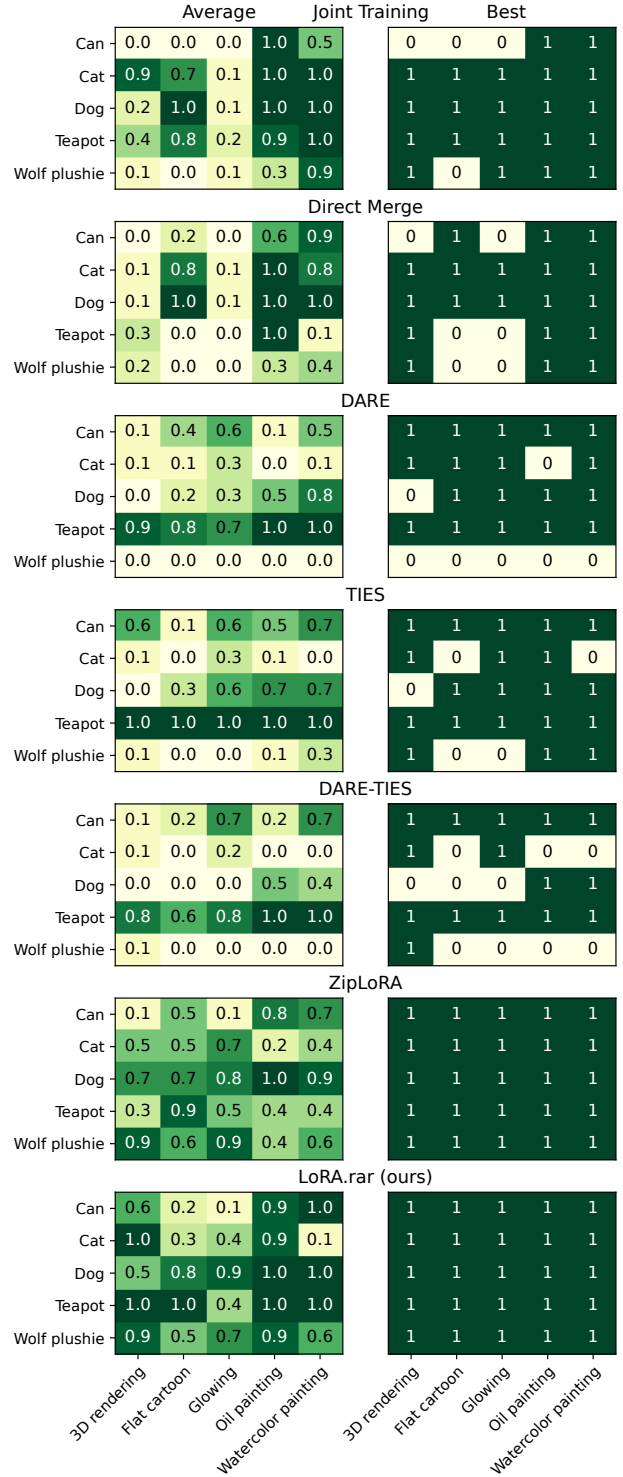 Average Joint Training Best
Can 0.0 0.0 0.0 1.0 0.5 0 0 0 1 1
Cat 0.9 0.7 0.1 1.0 1.0 1 1 1 1 1
Dog 0.2 1.0 0.1 1.0 1.0 1 1 1 1 1
Teapot 0.4 0.8 0.2 0.9 1.0 1 1 1 1 1
Wolf plushie 0.1 0.0 0.1 0.3 0.9 1 0 1 1 1
Direct Merge
Can 0.0 0.2 0.0 0.6 0.9 0 1 0 1 1
Cat 0.1 0.8 0.1 1.0 0.8 1 1 1 1 1
Dog 0.1 1.0 0.1 1.0 1.0 1 1 1 1 1
Teapot 0.3 0.0 0.0 1.0 0.1 1 0 0 1 1
Wolf plushie 0.2 0.0 0.0 0.3 0.4 1 0 0 1 1
DARE
Can 0.1 0.4 0.6 0.1 0.5 1 1 1 1 1
Cat 0.1 0.1 0.3 0.0 0.1 1 1 1 0 1
Dog 0.0 0.2 0.3 0.5 0.8 0 1 1 1 1
Teapot 0.9 0.8 0.7 1.0 1.0 1 1 1 1 1
Wolf plushie 0.0 0.0 0.0 0.0 0.0 0 0 0 0 0
TIES
Can 0.6 0.1 0.6 0.5 0.7 1 1 1 1 1
Cat 0.1 0.0 0.3 0.1 0.0 1 0 1 1 0
Dog 0.0 0.3 0.6 0.7 0.7 0 1 1 1 1
Teapot 1.0 1.0 1.0 1.0 1.0 1 1 1 1 1
Wolf plushie 0.1 0.0 0.0 0.1 0.3 1 0 0 1 1
DARE-TIES
Can 0.1 0.2 0.7 0.2 0.7 1 1 1 1 1
Cat 0.1 0.0 0.2 0.0 0.0 1 0 1 0 0
Dog 0.0 0.0 0.0 0.5 0.4 0 0 0 1 1
Teapot 0.8 0.6 0.8 1.0 1.0 1 1 1 1 1
Wolf plushie 0.1 0.0 0.0 0.0 0.0 1 0 0 0 0
ZipLoRA
Can 0.1 0.5 0.1 0.8 0.7 1 1 1 1 1
Cat 0.5 0.5 0.7 0.2 0.4 1 1 1 1 1
Dog 0.7 0.7 0.8 1.0 0.9 1 1 1 1 1
Teapot 0.3 0.9 0.5 0.4 0.4 1 1 1 1 1
Wolf plushie 0.9 0.6 0.9 0.4 0.6 1 1 1 1 1
LoRA.rar (ours)
Can 0.6 0.2 0.1 0.9 1.0 1 1 1 1 1
Cat 1.0 0.3 0.4 0.9 0.1 1 1 1 1 1
Dog 0.5 0.8 0.9 1.0 1.0 1 1 1 1 1
Teapot 1.0 1.0 0.4 1.0 1.0 1 1 1 1 1
Wolf plushie 0.9 0.5 0.7 0.9 0.6 1 1 1 1 1
3D rendering Flat cartoon Glowing Oil painting Watercolor painting 3D rendering Flat cartoon Glowing Oil painting Watercolor painting